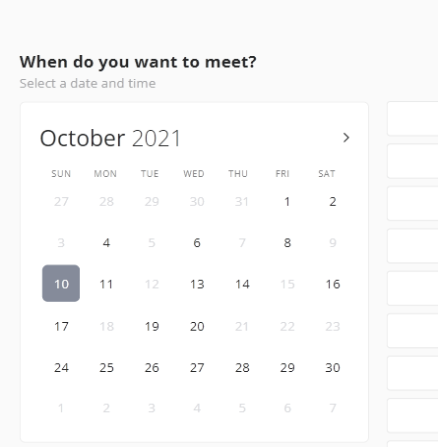 When do you want to meet?
Select a date and time
October 2021
SUN MON TUE WED THU FRI SAT
27 28 29 30 31 1 2
3 4 5 6 7 8 9
10 11 12 13 14 15 16
17 18 19 20 21 22 23
24 25 26 27 28 29 30
1 2 3 4 5 6 7